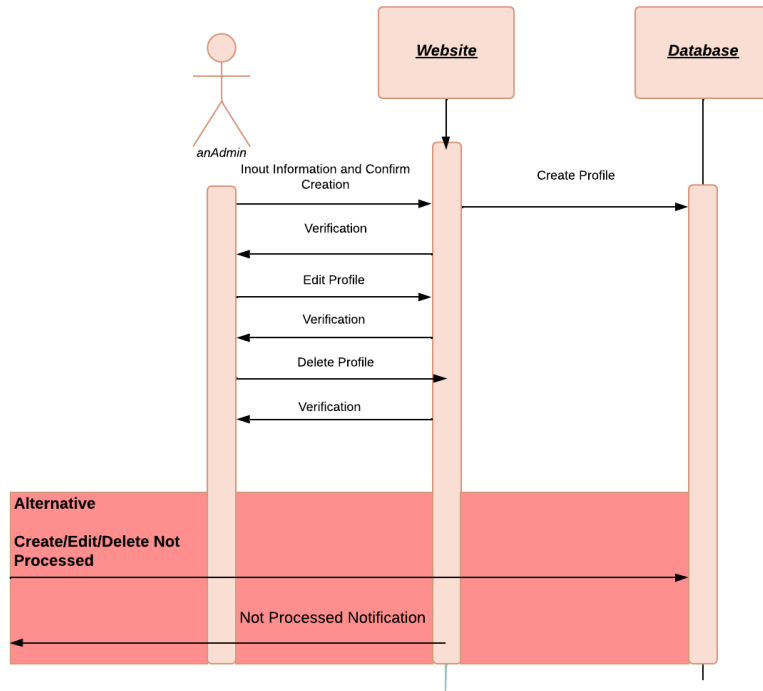 Website
Database
anAdmin
Inout Information and Confirm
Creation
Create Profile
Verification
Edit Profile
Verification
Delete Profile
Verification
Alternative
Create/Edit/Delete Not
Processed
Not Processed Notification